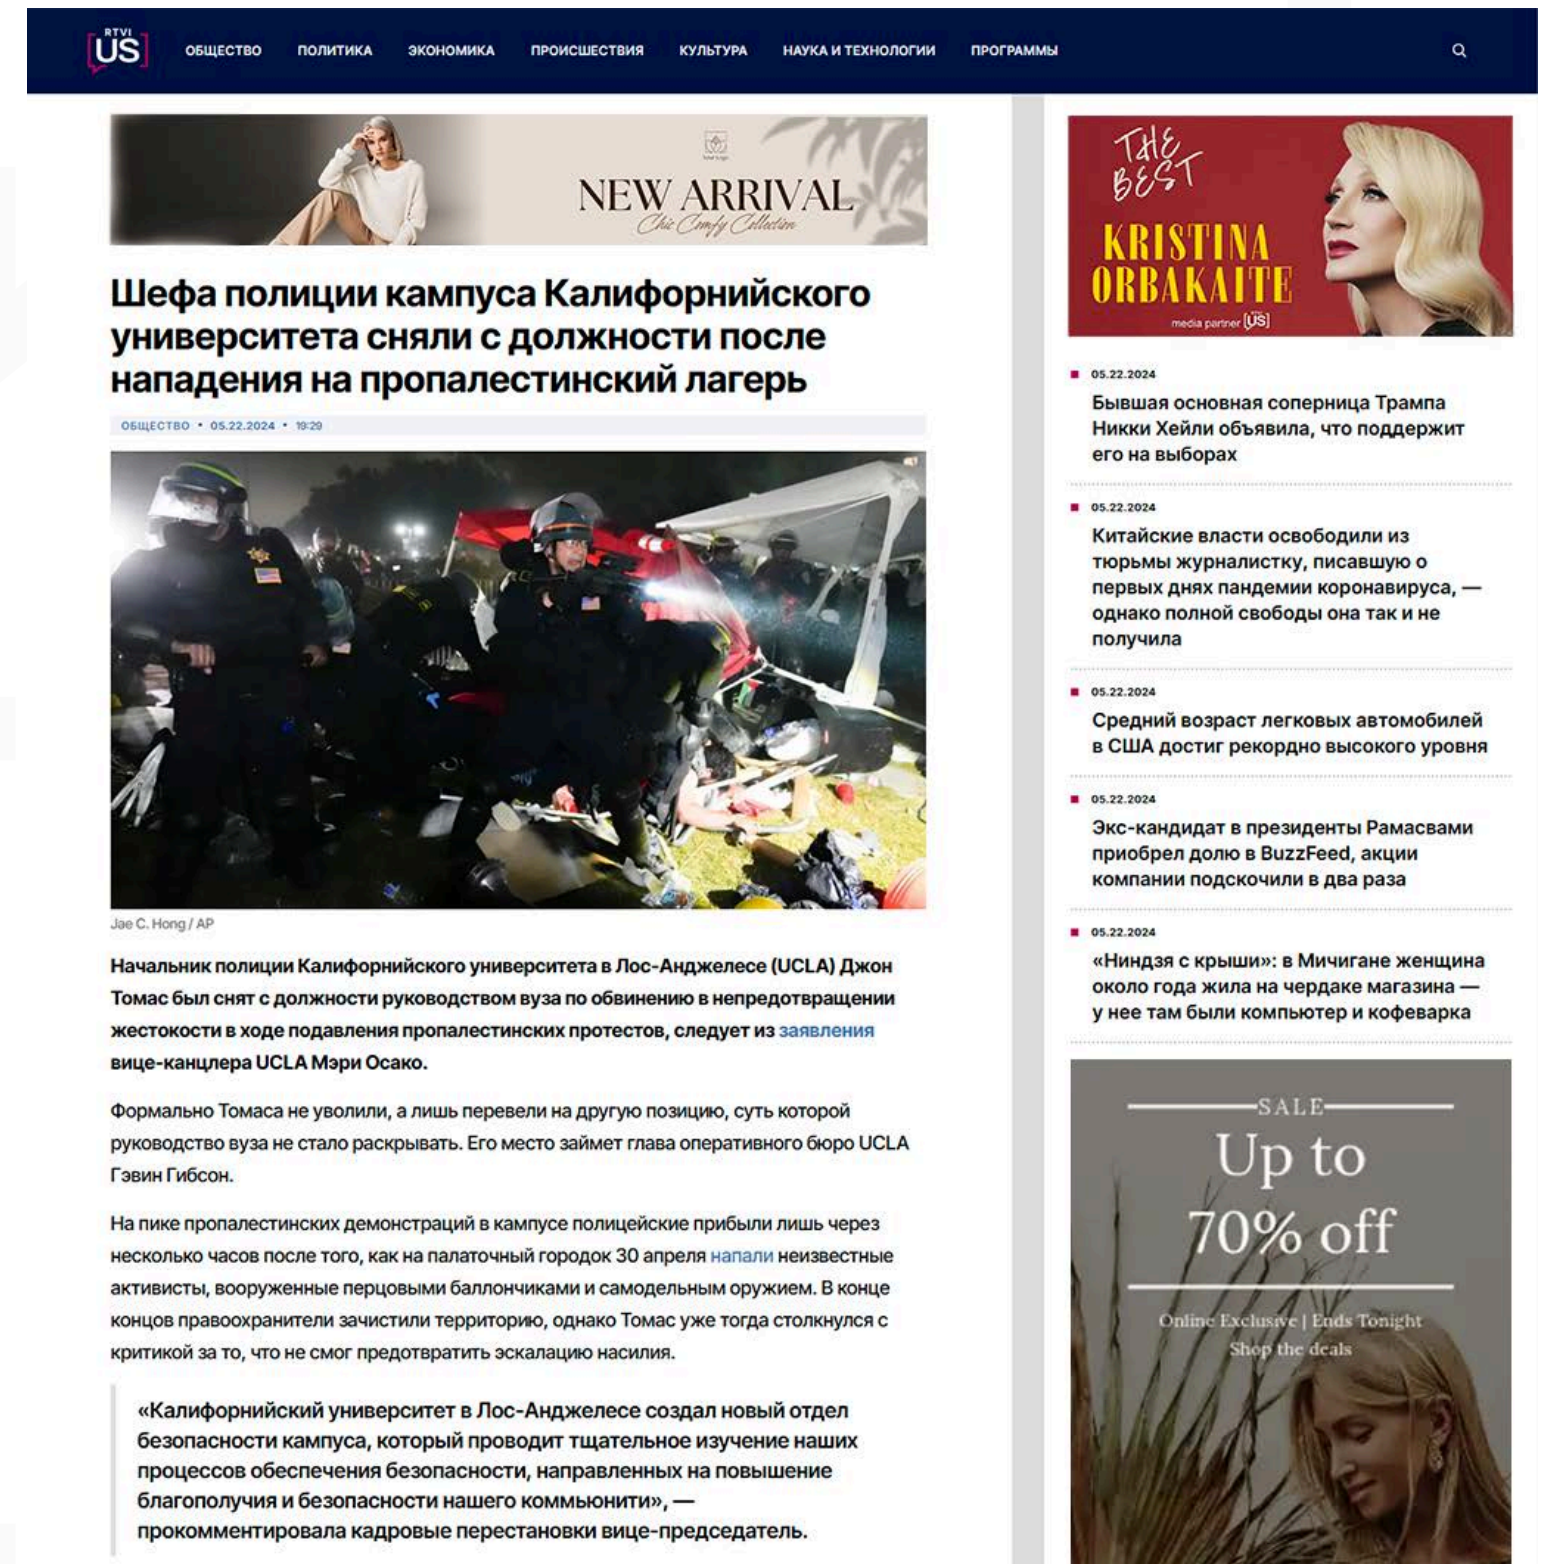 RTVI
US
ОБЩЕСТВО
ПОЛИТИКА
ЭКОНОМИКА
ПРОИСШЕСТВИЯ
КУЛЬТУРА
НАУКА И ТЕХНОЛОГИИ
ПРОГРАММЫ
NEW ARRIVAL
Chic Comfy Collection
Шефа полиции кампуса Калифорнийского
университета сняли с должности после
нападения на пропалестинский лагерь
ОБЩЕСТВО • 05.22.2024 • 19:29
Jae C. Hong / AP
Начальник полиции Калифорнийского университета в Лос-Анджелесе (UCLA) Джон
Томас был снят с должности руководством вуза по обвинению в непредотвращении
жестокости в ходе подавления пропалестинских протестов, следует из заявления
вице-канцлера UCLA Мэри Осако.
Формально Томаса не уволили, а лишь перевели на другую позицию, суть которой
руководство вуза не стало раскрывать. Его место займет глава оперативного бюро UCLA
Гэвин Гибсон.
На пике пропалестинских демонстраций в кампусе полицейские прибыли лишь через
несколько часов после того, как на палаточный городок 30 апреля напали неизвестные
активисты, вооруженные перцовыми баллончиками и самодельным оружием. В конце
концов правоохранители зачистили территорию, однако Томас уже тогда столкнулся с
критикой за то, что не смог предотвратить эскалацию насилия.
«Калифорнийский университет в Лос-Анджелесе создал новый отдел
безопасности кампуса, который проводит тщательное изучение наших
процессов обеспечения безопасности, направленных на повышение
благополучия и безопасности нашего коммьюнити», —
прокомментировала кадровые перестановки вице-председатель.
THE
BEST
KRISTINA
ORBAKAITE
media partner [US]
05.22.2024
Бывшая основная соперница Трампа
Никки Хейли объявила, что поддержит
его на выборах
05.22.2024
Китайские власти освободили из
тюрьмы журналистку, писавшую о
первых днях пандемии коронавируса, —
однако полной свободы она так и не
получила
05.22.2024
Средний возраст легковых автомобилей
в США достиг рекордно высокого уровня
05.22.2024
Экс-кандидат в президенты Рамасвами
приобрел долю в BuzzFeed, акции
компании подскочили в два раза
05.22.2024
«Ниндзя с крыши»: в Мичигане женщина
около года жила на чердаке магазина —
у нее там были компьютер и кофеварка
SALE
Up to
70% off
Online Exclusive | Ends Tonight
Shop the deals